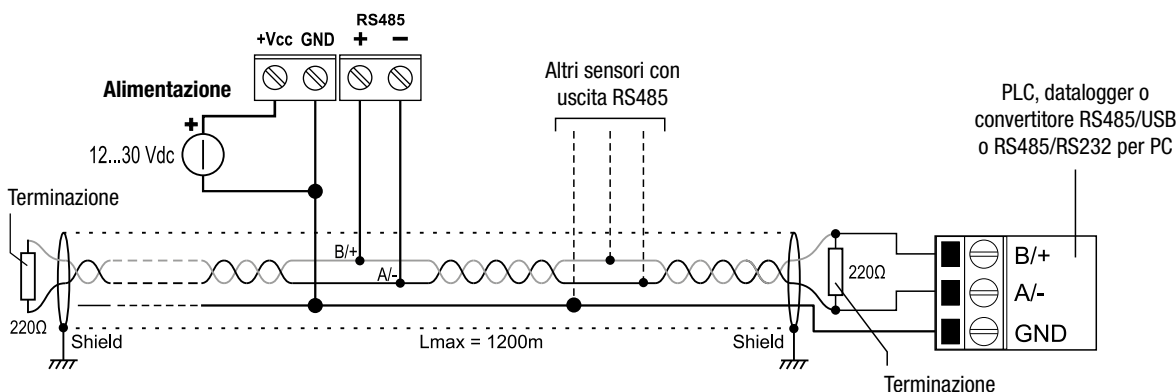 RS485
+Vcc GND + −
Alimentazione
+
12...30 Vdc
Altri sensori con
uscita RS485
PLC, datalogger o
convertitore RS485/USB
o RS485/RS232 per PC
Terminazione
B/+
A/-
220Ω
Shield
Lmax = 1200m
Shield
220Ω
B/+
A/-
GND
Terminazione